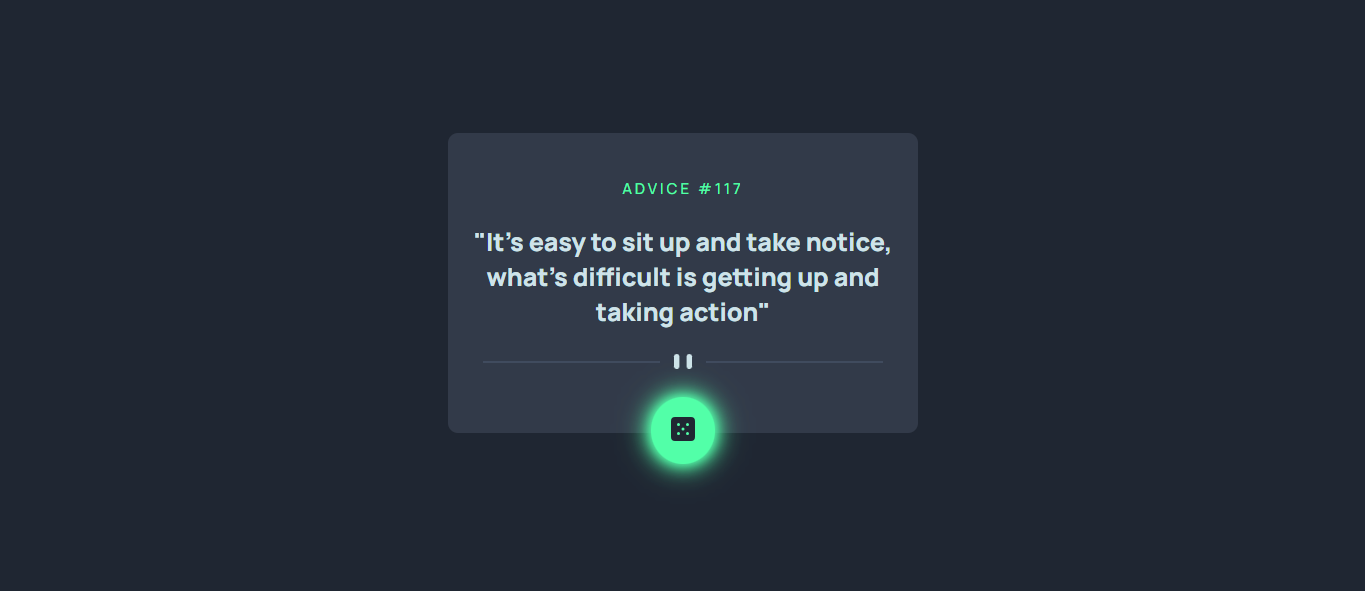 ADVICE #117
"It’s easy to sit up and take notice,
what’s difficult is getting up and
taking action"